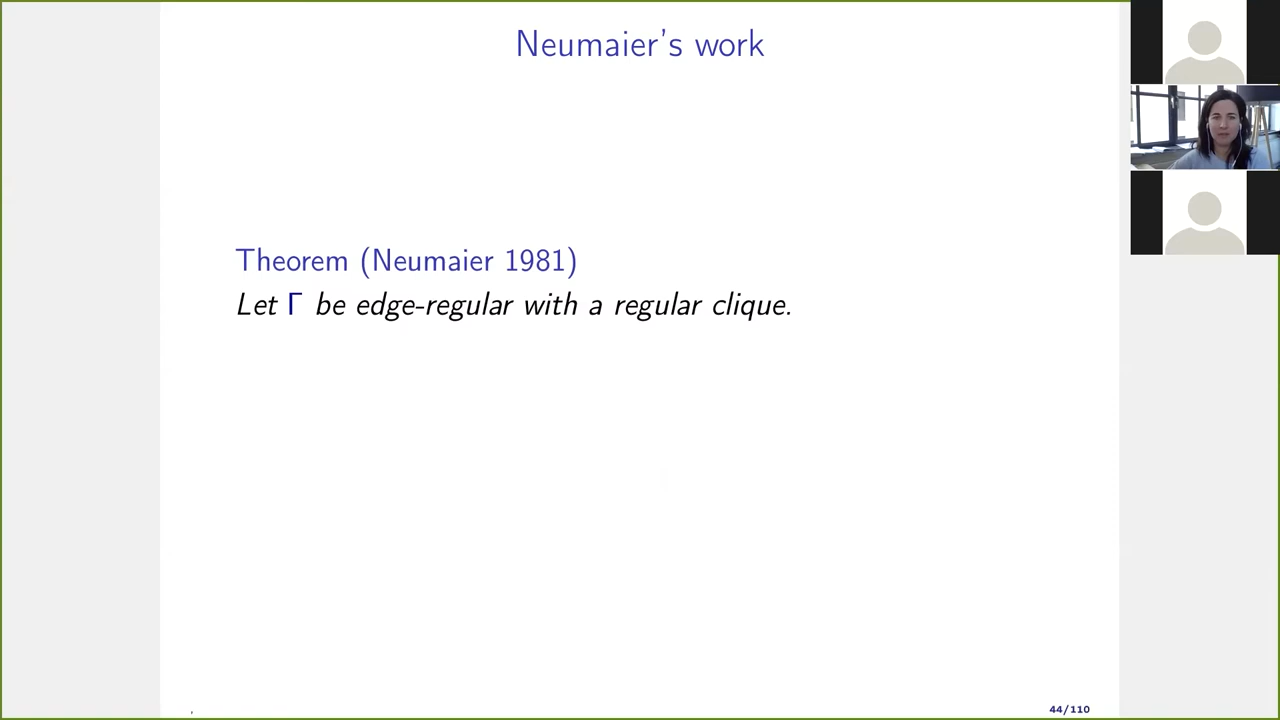 Neumaier's work
Theorem (Neumaier 1981)
Let Γ be edge-regular with a regular clique.
44/110